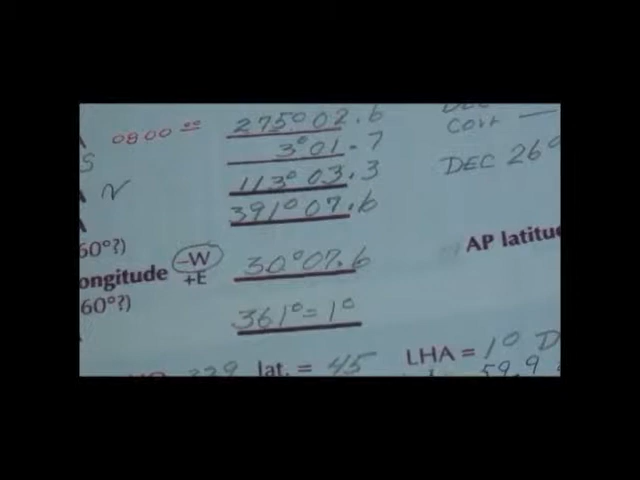 0800 00 275° 02.6
3° 01.7
S
N 113° 03.3
391° 07.6
60°?)
ongitude -W +E 30° 07.6
60°?)
361° = 1°
lat. = 45
COrr —
DEC 26°
AP latitu
LHA = 1° D
59.9